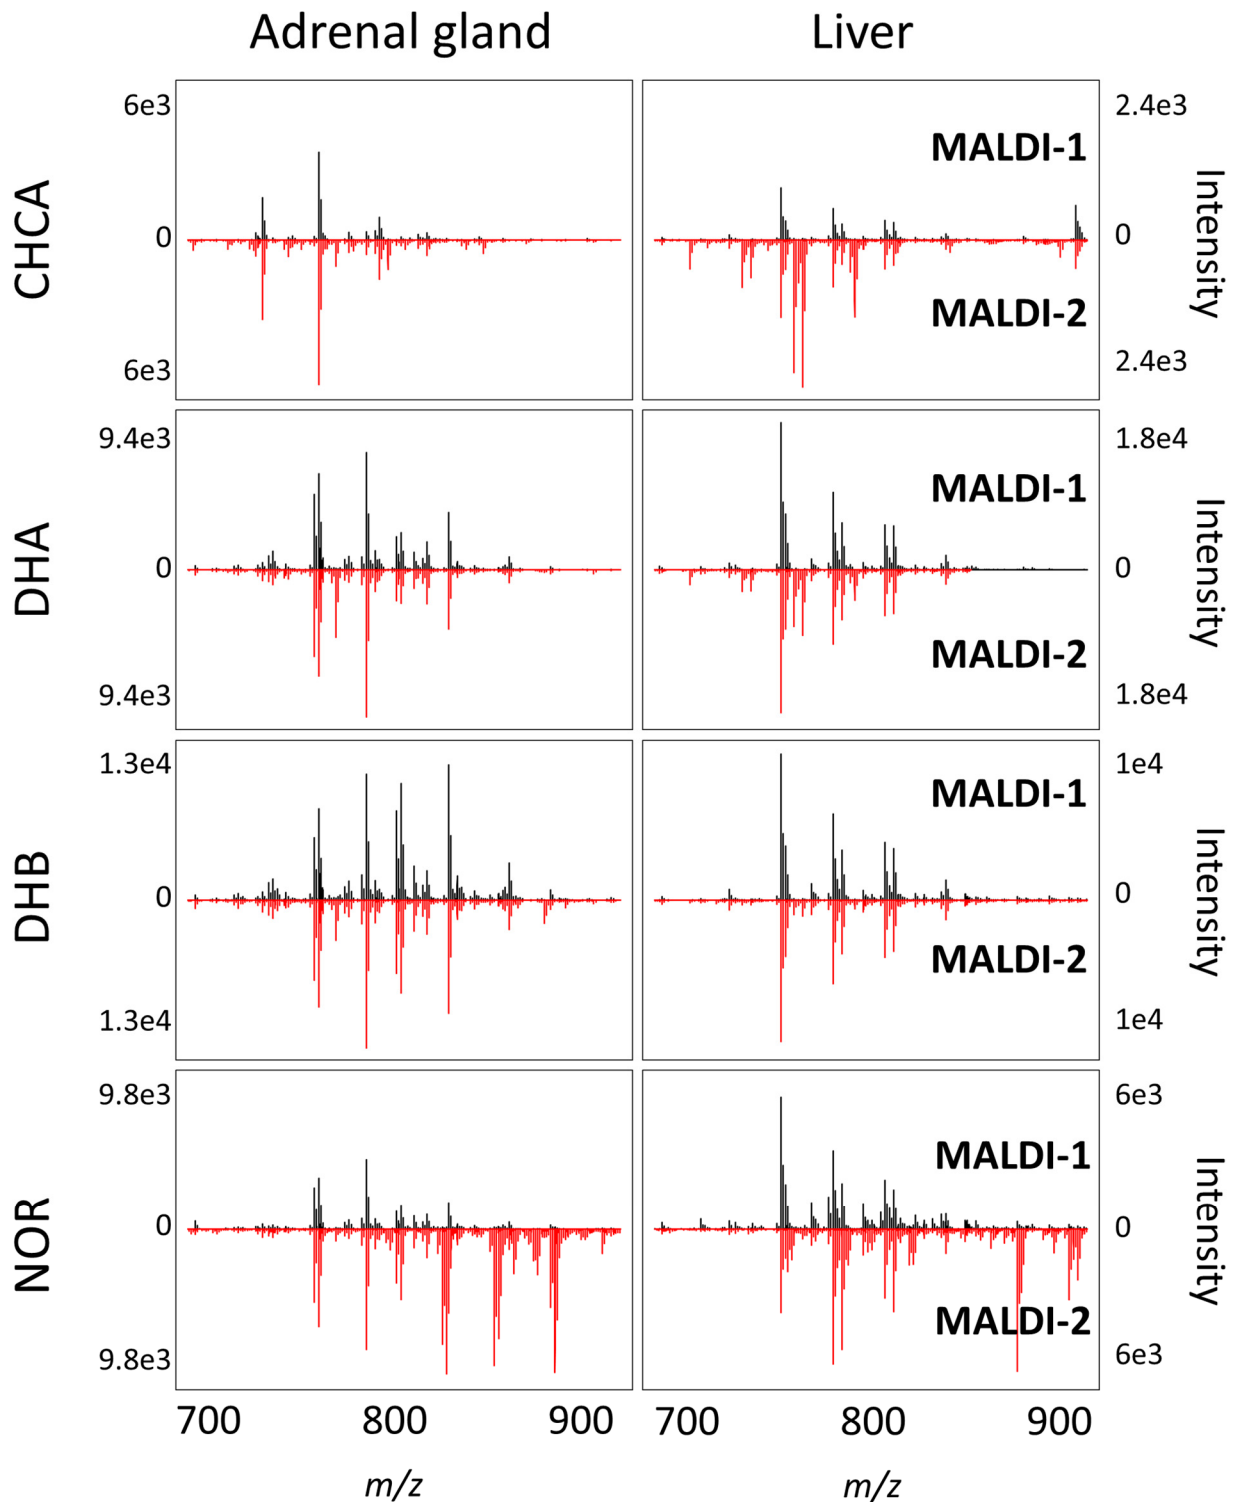 Adrenal gland Liver
CHCA
6e3
0
6e3
MALDI-1
MALDI-2
2.4e3
0
2.4e3
Intensity
DHA
9.4e3
0
9.4e3
MALDI-1
MALDI-2
1.8e4
0
1.8e4
Intensity
DHB
1.3e4
0
1.3e4
MALDI-1
MALDI-2
1e4
0
1e4
Intensity
NOR
9.8e3
0
9.8e3
MALDI-1
MALDI-2
6e3
0
6e3
Intensity
700 800 900 700 800 900
m/z m/z